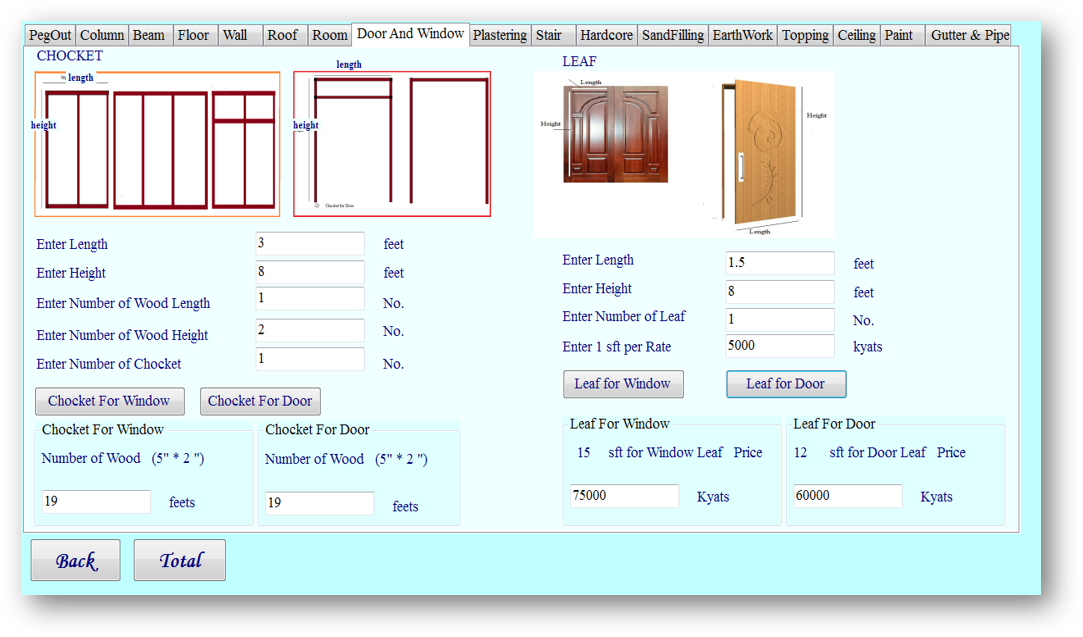 PegOut Column Beam Floor Wall Roof Room Door And Window Plastering Stair Hardcore SandFilling EarthWork Topping Ceiling Paint Gutter & Pipe
CHOCKET
length
height
length
height
Chocket for Door
Enter Length 3 feet
Enter Height 8 feet
Enter Number of Wood Length 1 No.
Enter Number of Wood Height 2 No.
Enter Number of Chocket 1 No.
Chocket For Window Chocket For Door
Chocket For Window
Number of Wood (5" * 2 ")
19 feets
Chocket For Door
Number of Wood (5" * 2 ")
19 feets
LEAF
Length
Height
Height
Length
Enter Length 1.5 feet
Enter Height 8 feet
Enter Number of Leaf 1 No.
Enter 1 sft per Rate 5000 kyats
Leaf for Window Leaf for Door
Leaf For Window
15 sft for Window Leaf Price
75000 Kyats
Leaf For Door
12 sft for Door Leaf Price
60000 Kyats
Back Total